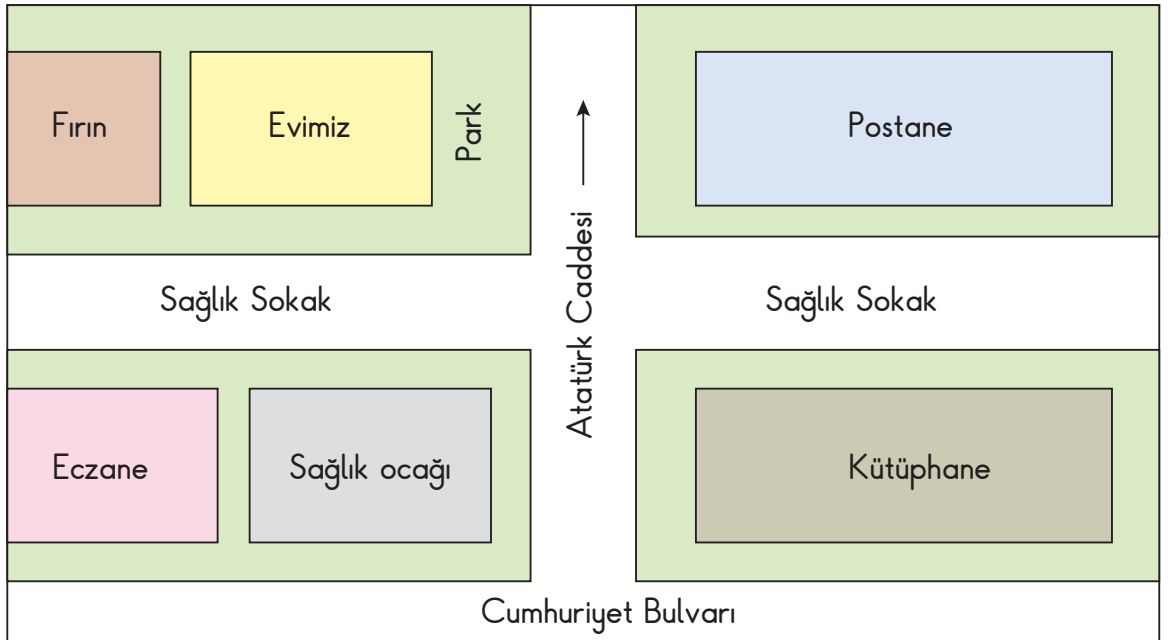 Fırın
Evimiz
Park
Postane
Sağlık Sokak
Atatürk Caddesi
Sağlık Sokak
Eczane
Sağlık ocağı
Kütüphane
Cumhuriyet Bulvarı